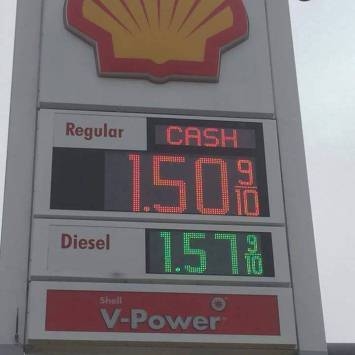 Regular CASH
1.50 9/10
Diesel 1.57 9/10
Shell
V-Power